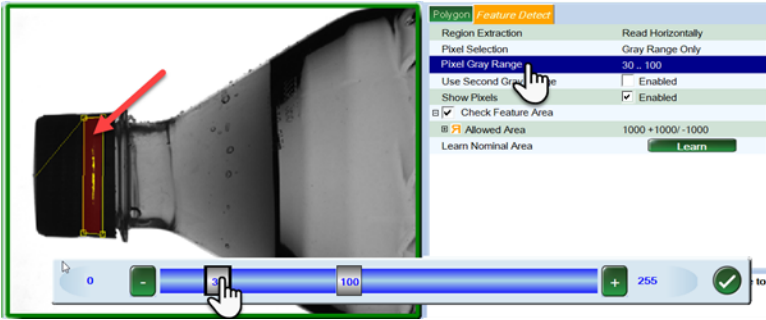 Polygon Feature Detect
Region Extraction Read Horizontally
Pixel Selection Gray Range Only
Pixel Gray Range 30 .. 100
Use Second Gray Enabled
Show Pixels Enabled
Check Feature Area
Я Allowed Area 1000 +1000/ -1000
Learn Nominal Area Learn
0 - 100 + 255
to